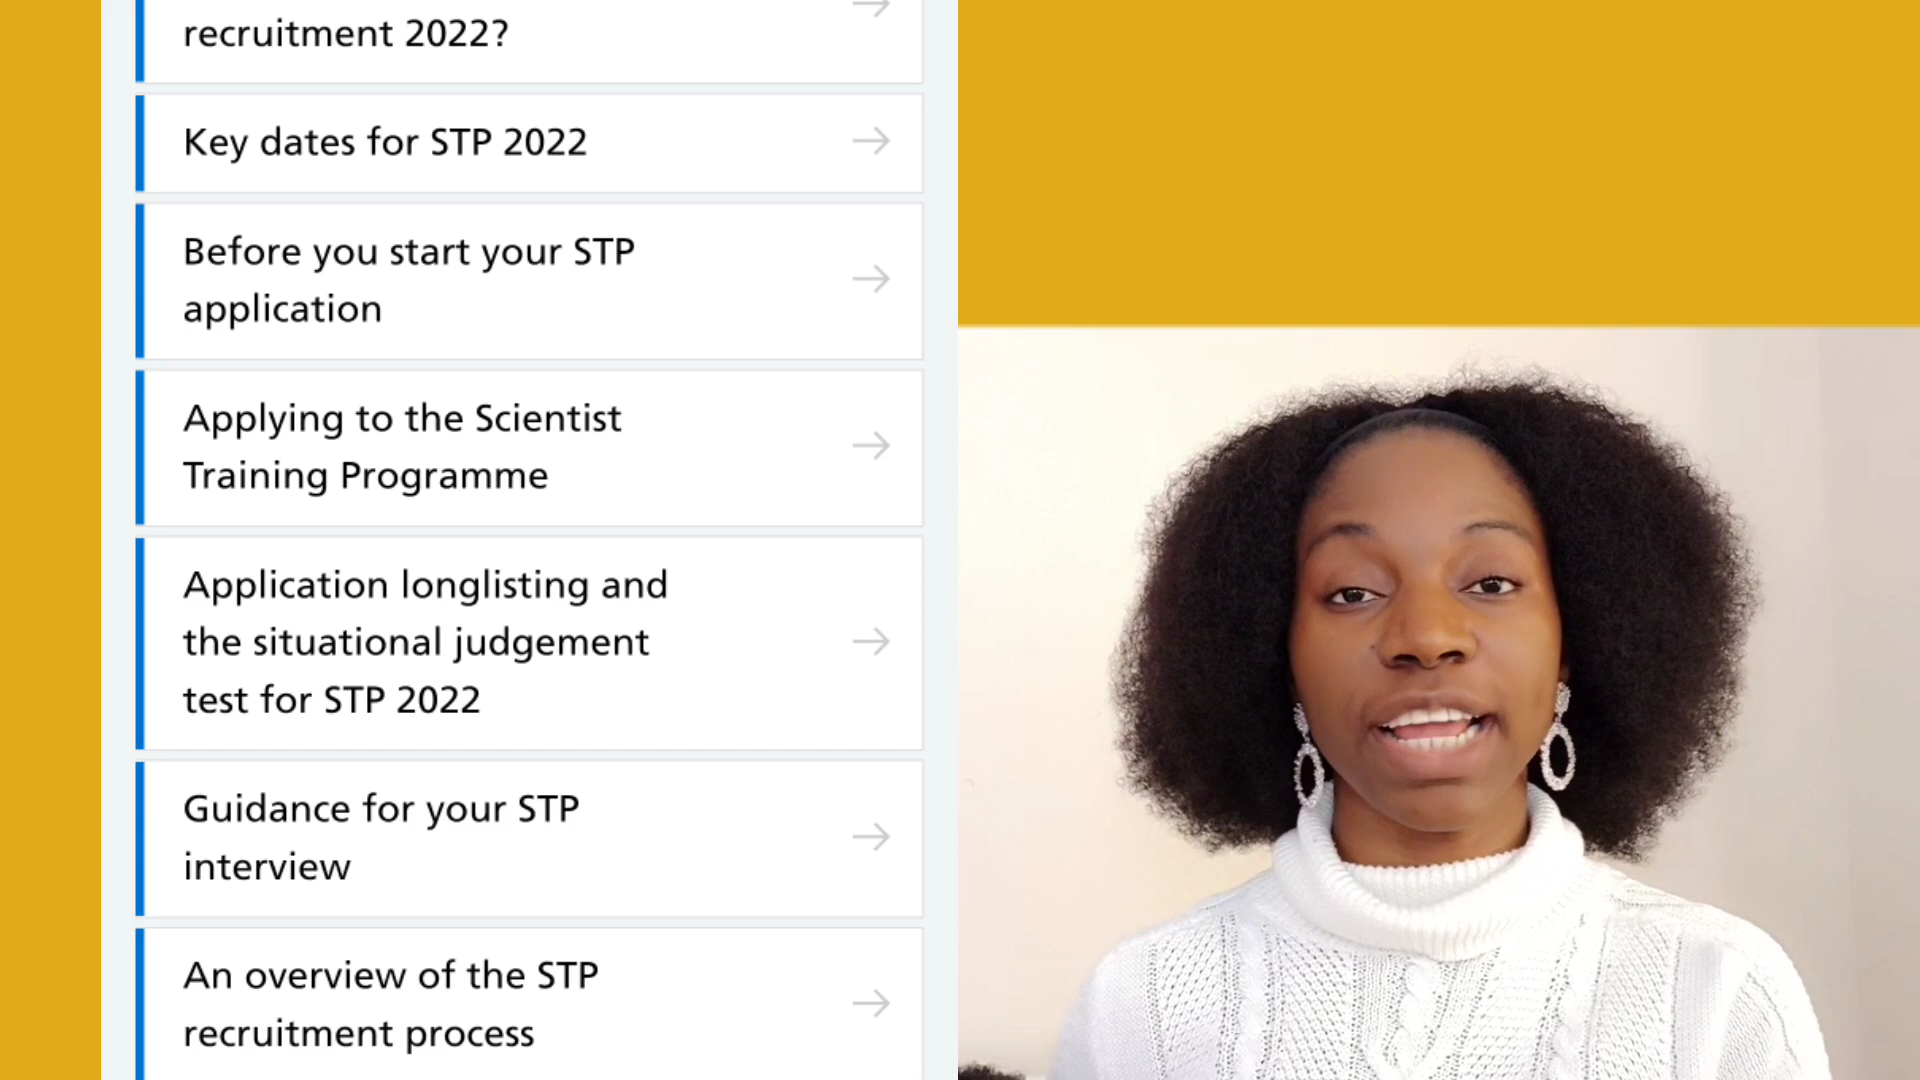 recruitment 2022?
Key dates for STP 2022
Before you start your STP
application
Applying to the Scientist
Training Programme
Application longlisting and
the situational judgement
test for STP 2022
Guidance for your STP
interview
An overview of the STP
recruitment process